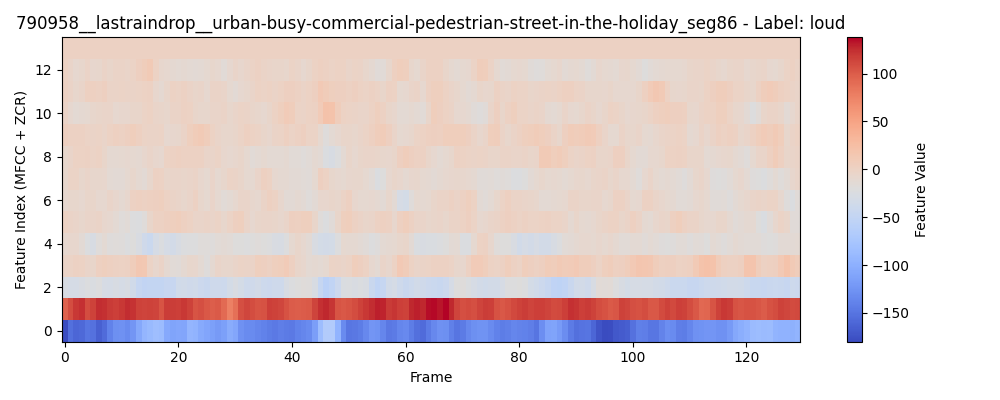 790958__lastraindrop__urban-busy-commercial-pedestrian-street-in-the-holiday_seg86 - Label: loud
12
10
8
6
4
2
0
Feature Index (MFCC + ZCR)
0 20 40 60 80 100 120
Frame
100
50
0
−50
−100
−150
Feature Value